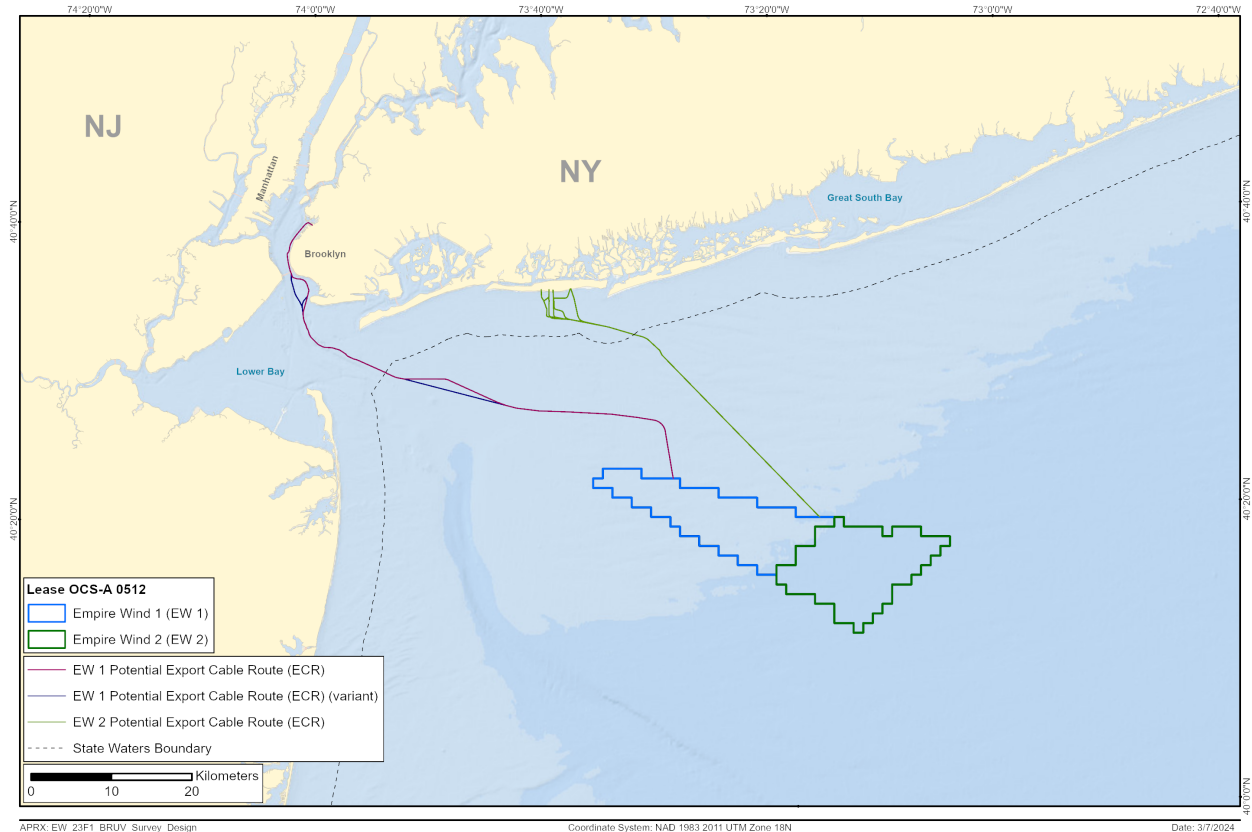 74°20'0"W 74°0'0"W 73°40'0"W 73°20'0"W 73°0'0"W 72°40'0"W
NJ
NY
Manhattan
Great South Bay
40°40'0"N
40°40'0"N
Brooklyn
Lower Bay
40°20'0"N
40°20'0"N
Lease OCS-A 0512
Empire Wind 1 (EW 1)
Empire Wind 2 (EW 2)
EW 1 Potential Export Cable Route (ECR)
EW 1 Potential Export Cable Route (ECR) (variant)
EW 2 Potential Export Cable Route (ECR)
State Waters Boundary
Kilometers
0 10 20
40°0'0"N
APRX: EW_23F1_BRUV_Survey_Design Coordinate System: NAD 1983 2011 UTM Zone 18N Date: 3/7/2024